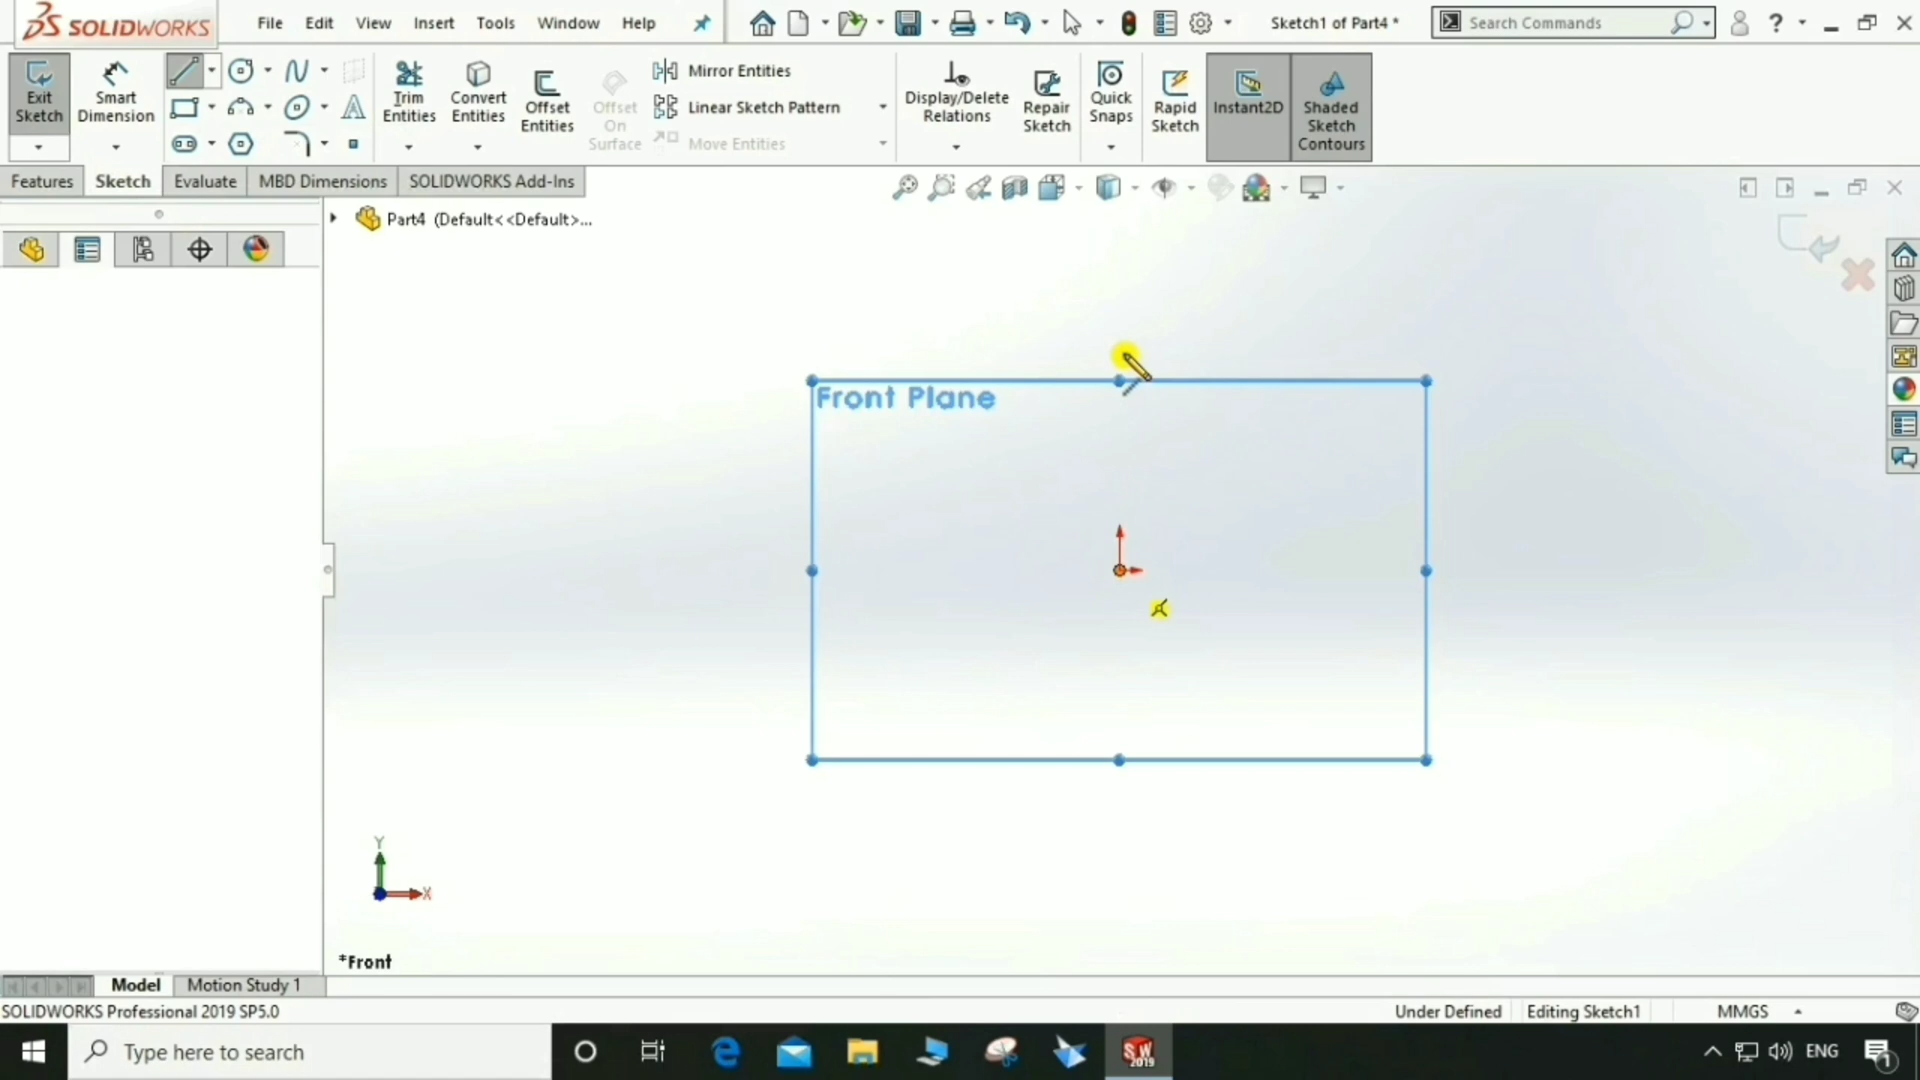 SOLIDWORKS File Edit View Insert Tools Window Help Sketch1 of Part4 * Search Commands ?
Exit Sketch
Smart Dimension
Trim Entities
Convert Entities
Offset Entities
Offset On Surface
Mirror Entities
Linear Sketch Pattern
Move Entities
Display/Delete Relations
Repair Sketch
Quick Snaps
Rapid Sketch
Instant2D
Shaded Sketch Contours
Features Sketch Evaluate MBD Dimensions SOLIDWORKS Add-Ins
Part4 (Default<<Default>...
Front Plane
Y
X
*Front
Model Motion Study 1
SOLIDWORKS Professional 2019 SP5.0 Under Defined Editing Sketch1 MMGS
Type here to search SW 2019 ENG 1